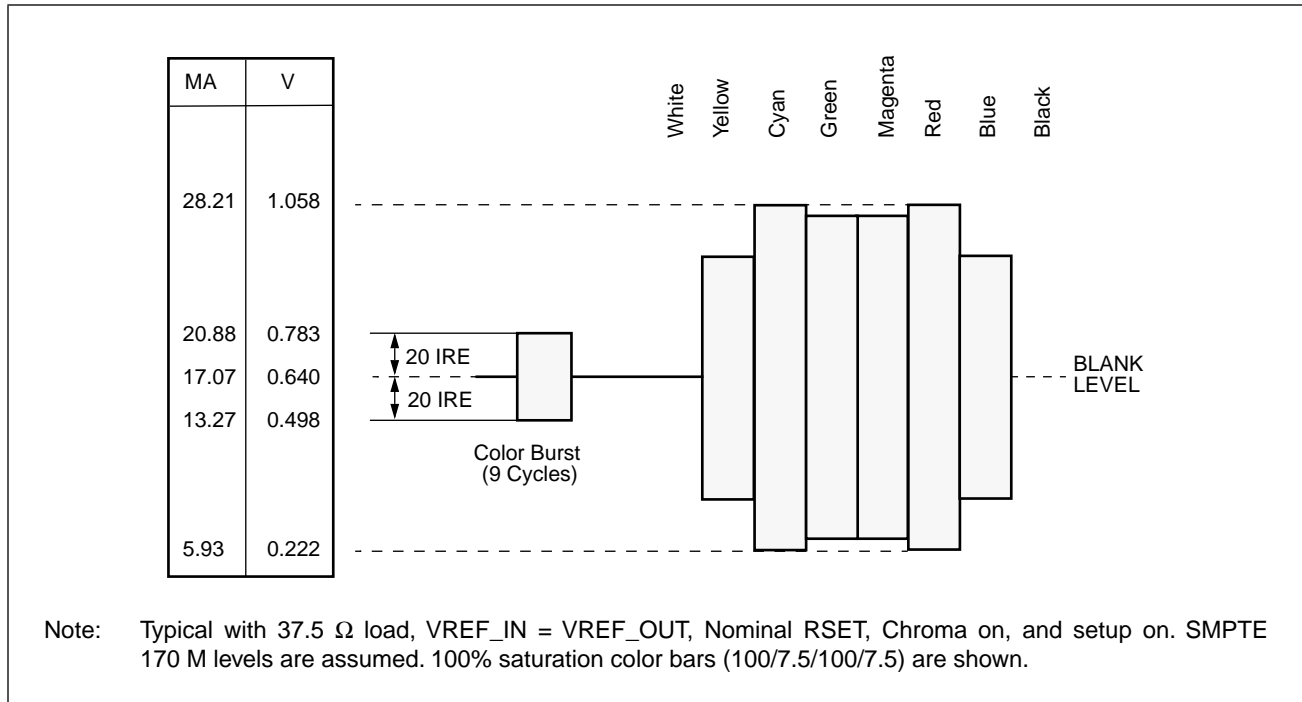 MA V
White
Yellow
Cyan
Green
Magenta
Red
Blue
Black
28.21 1.058
20.88 0.783
20 IRE
17.07 0.640
BLANK
LEVEL
20 IRE
13.27 0.498
Color Burst
(9 Cycles)
5.93 0.222
Note: Typical with 37.5 Ω load, VREF_IN = VREF_OUT, Nominal RSET, Chroma on, and setup on. SMPTE
170 M levels are assumed. 100% saturation color bars (100/7.5/100/7.5) are shown.